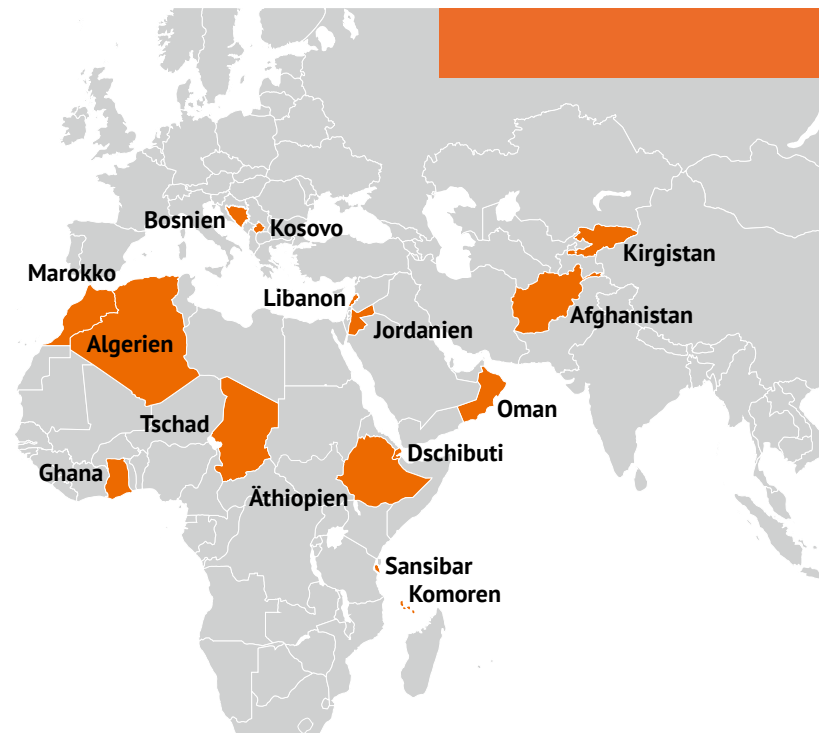 Bosnien
Kosovo
Kirgistan
Marokko
Libanon
Afghanistan
Jordanien
Algerien
Oman
Tschad
Dschibuti
Ghana
Äthiopien
Sansibar
Komoren